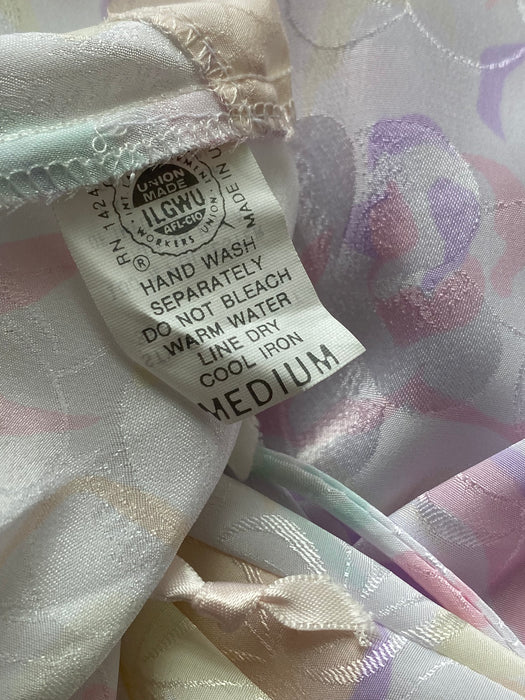 RN 1424
UNION
MADE
ILGWU
AFL-CIO
WORKERS UNION
MADE IN U
®
HAND WASH
SEPARATELY
DO NOT BLEACH
WARM WATER
LINE DRY
COOL IRON
MEDIUM